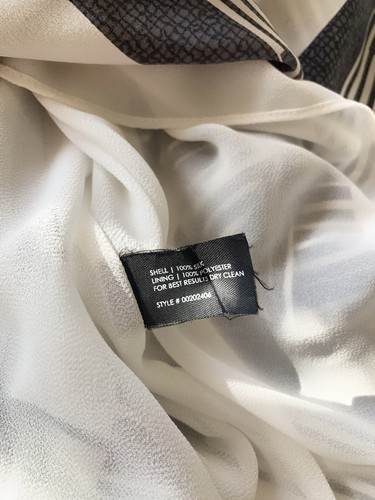 SHELL | 100% SILK
LINING | 100% POLYESTER
FOR BEST RESULTS DRY CLEAN
STYLE # 00202406